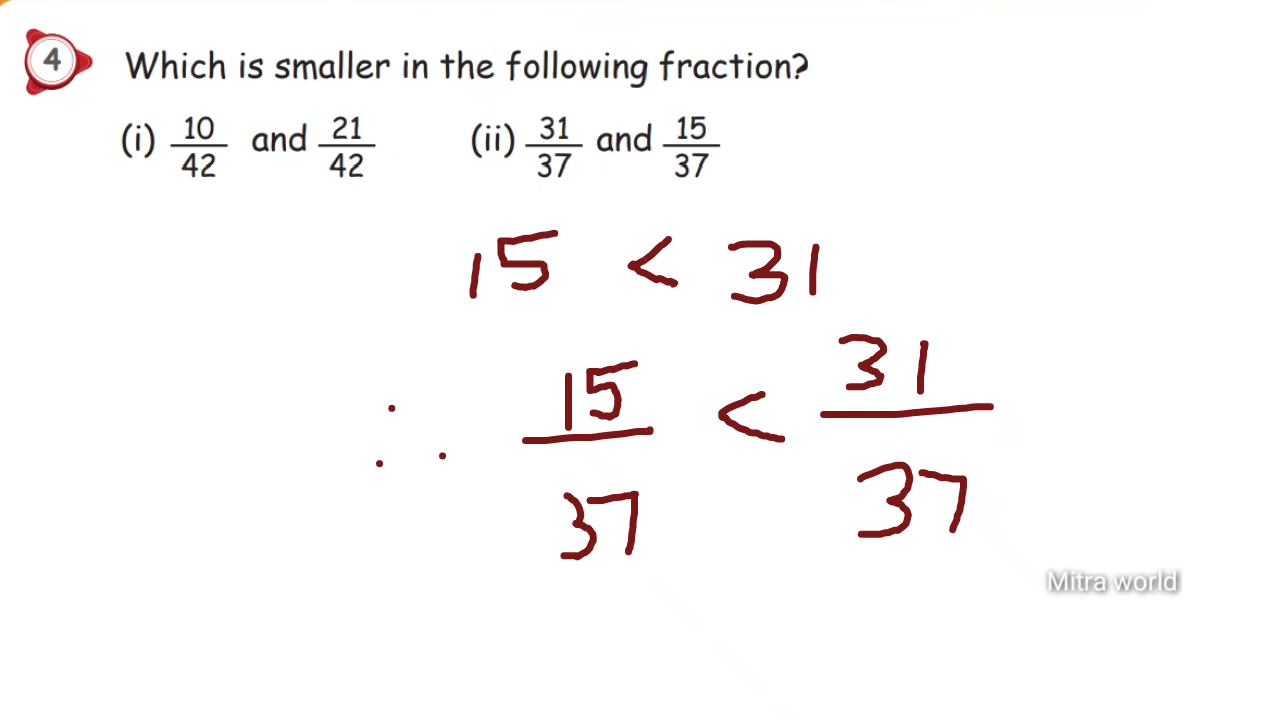 4 Which is smaller in the following fraction?
(i) 10/42 and 21/42 (ii) 31/37 and 15/37
15 < 31
∴ 15/37 < 31/37
Mitra world